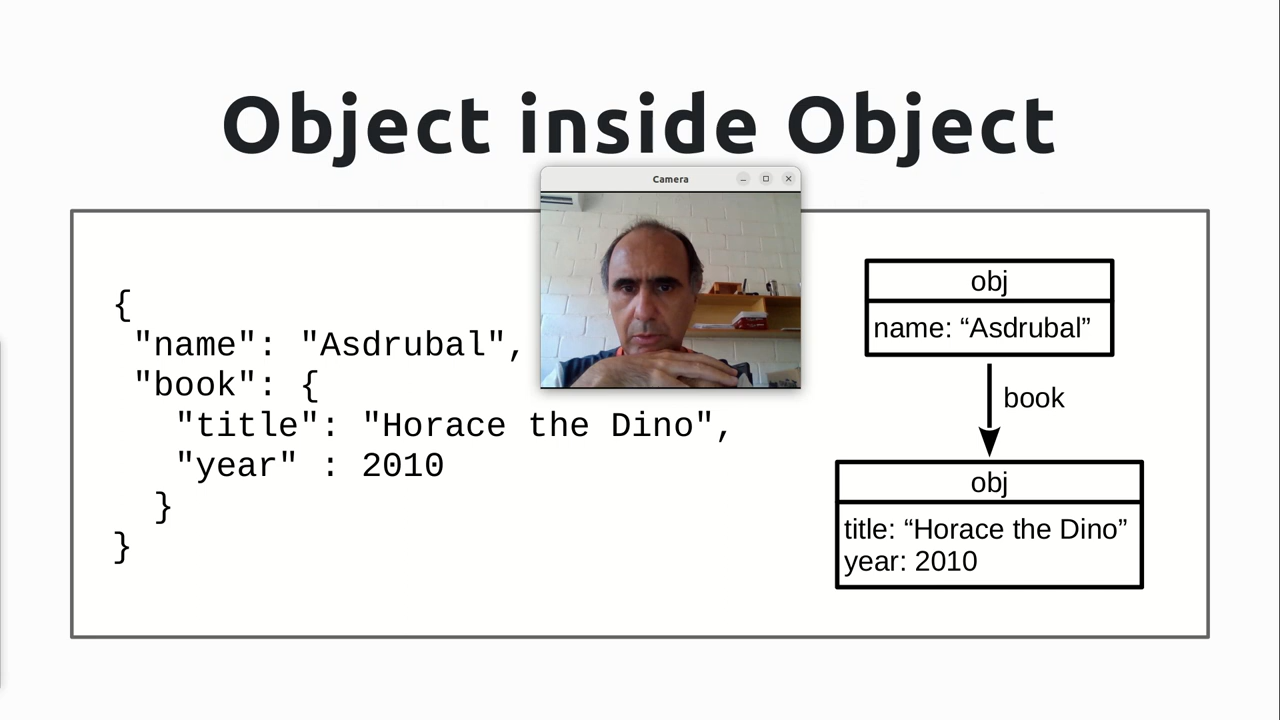 Object inside Object
Camera
{
"name": "Asdrubal",
"book": {
"title": "Horace the Dino",
"year" : 2010
}
}
obj
name: “Asdrubal”
book
obj
title: “Horace the Dino”
year: 2010